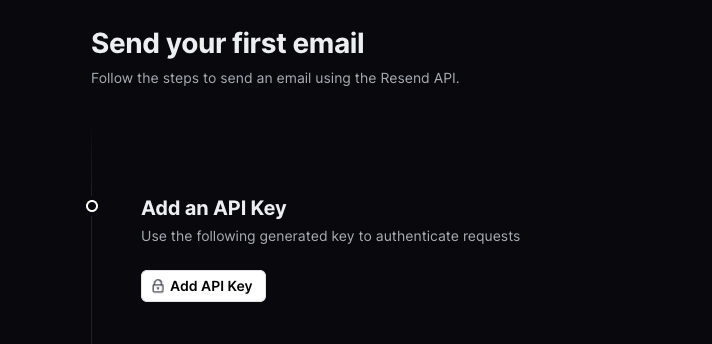 Send your first email
Follow the steps to send an email using the Resend API.
Add an API Key
Use the following generated key to authenticate requests
Add API Key